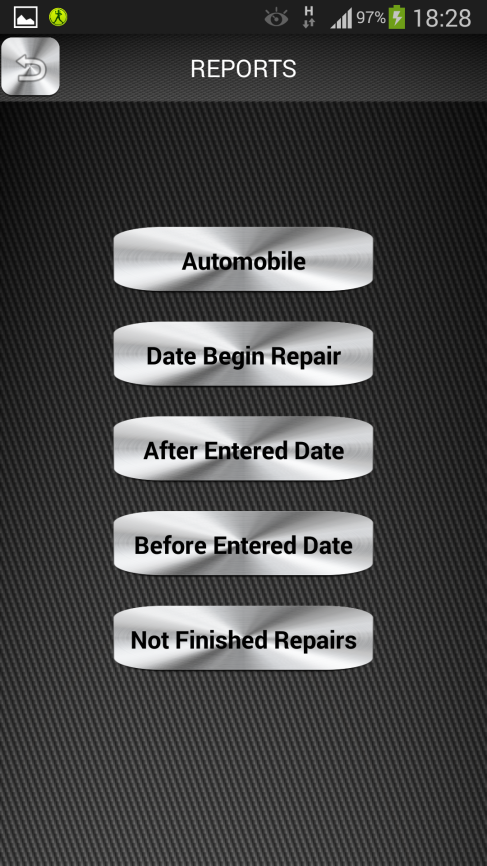 H 97% 18:28
REPORTS
Automobile
Date Begin Repair
After Entered Date
Before Entered Date
Not Finished Repairs